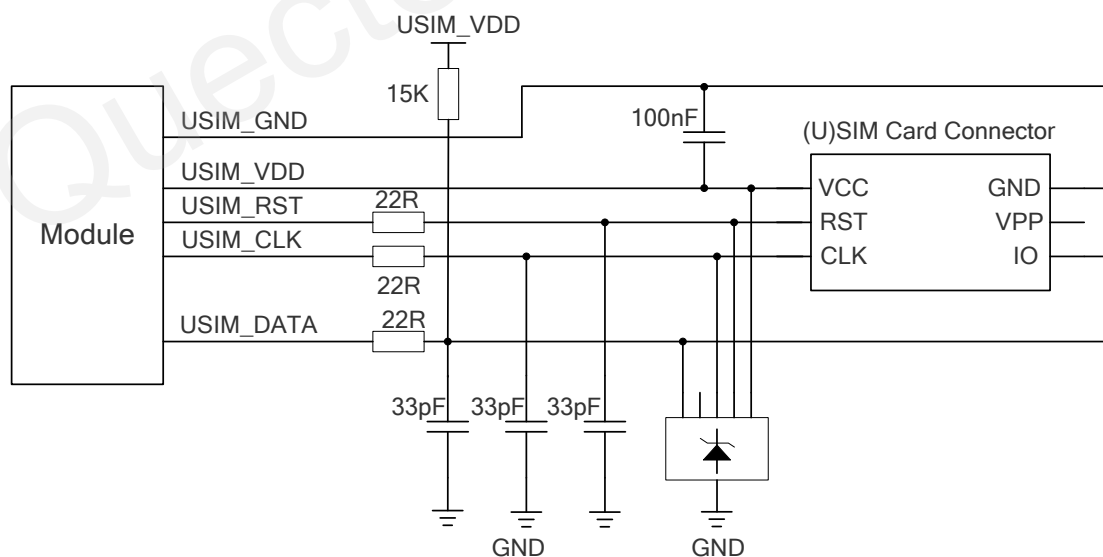 Quecte
USIM_VDD
15K
100nF
(U)SIM Card Connector
USIM_GND
USIM_VDD
VCC
GND
USIM_RST
22R
RST
VPP
Module
USIM_CLK
CLK
IO
22R
USIM_DATA
22R
33pF
33pF
33pF
GND
GND